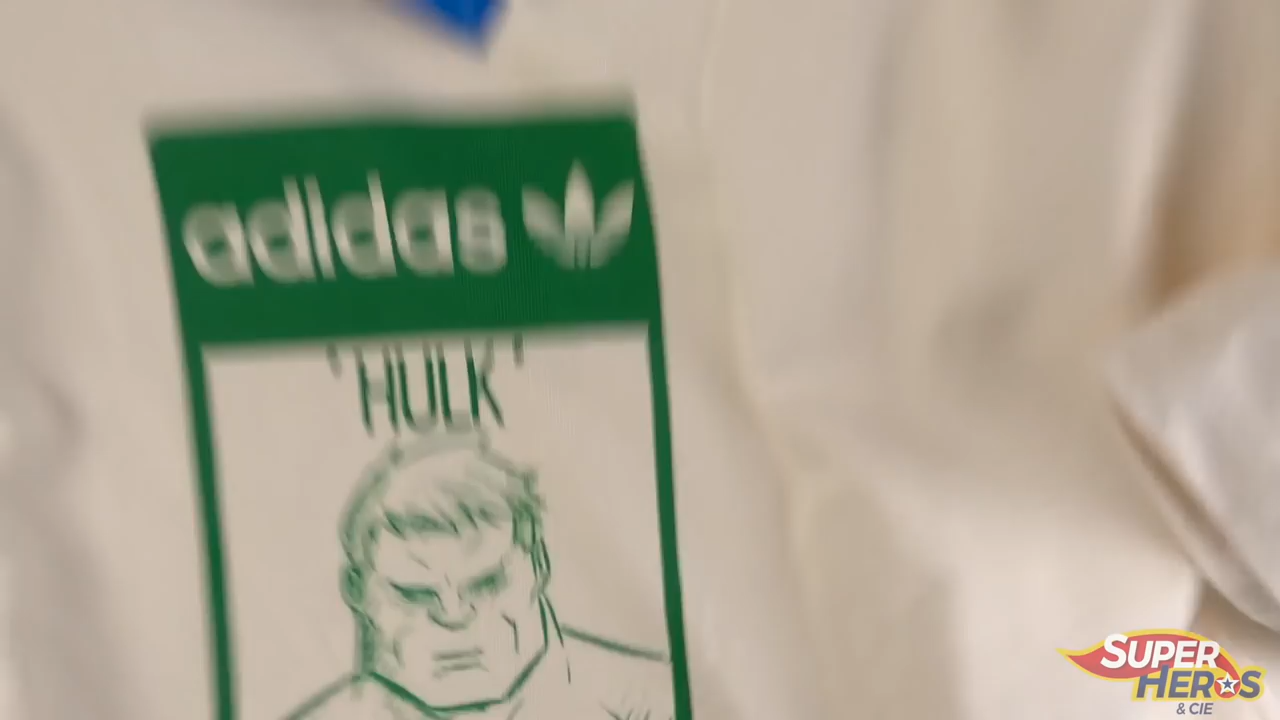 adidas
"HULK"
SUPER
HEROS
& CIE